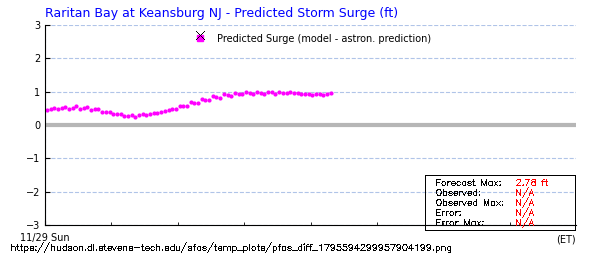 Raritan Bay at Keansburg NJ - Predicted Storm Surge (ft)
3
Predicted Surge (model - astron. prediction)
2
1
0
−1
−2
−3
Forecast Max: 2.78 ft
Observed: N/A
Observed Max: N/A
Error: N/A
Error Max: N/A
11/29 Sun
(ET)
https://hudson.dl.stevens-tech.edu/sfas/temp_plots/pfas_diff_1795594299957904199.png